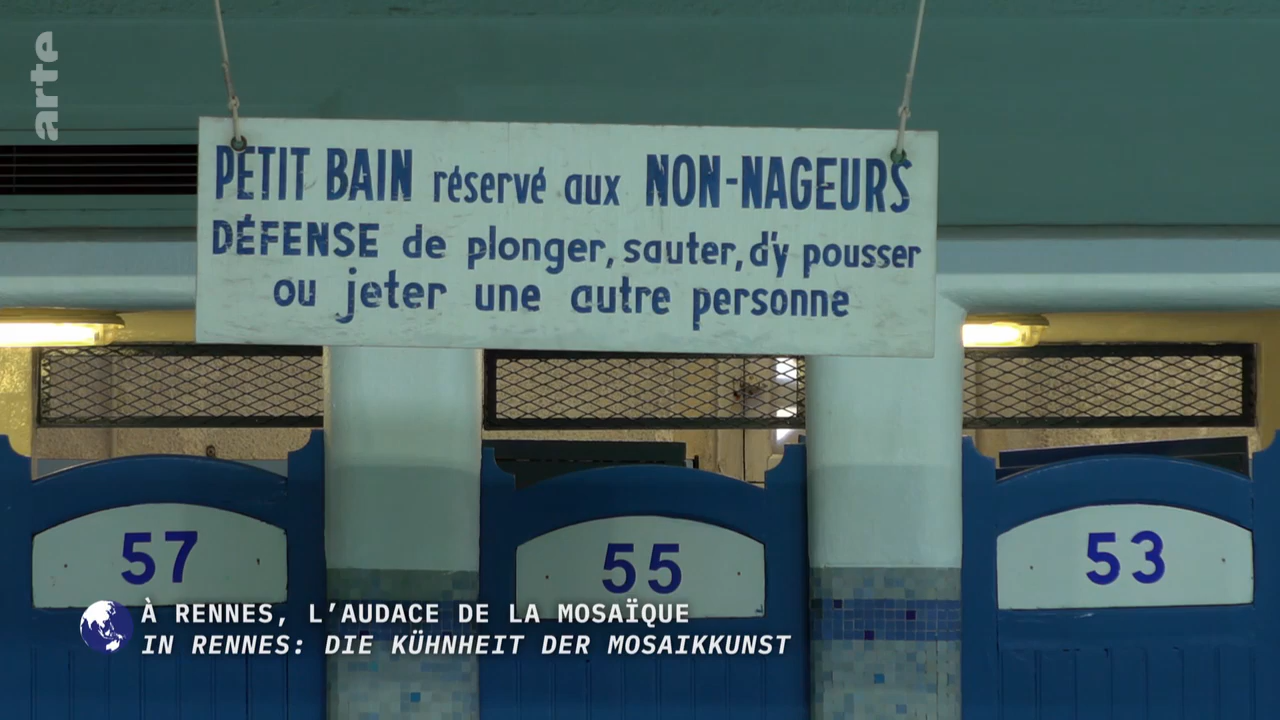 arte
PETIT BAIN réservé aux NON-NAGEURS
DÉFENSE de plonger, sauter, d'y pousser
ou jeter une autre personne
57
55
53
À RENNES, L'AUDACE DE LA MOSAÏQUE
IN RENNES: DIE KÜHNHEIT DER MOSAIKKUNST